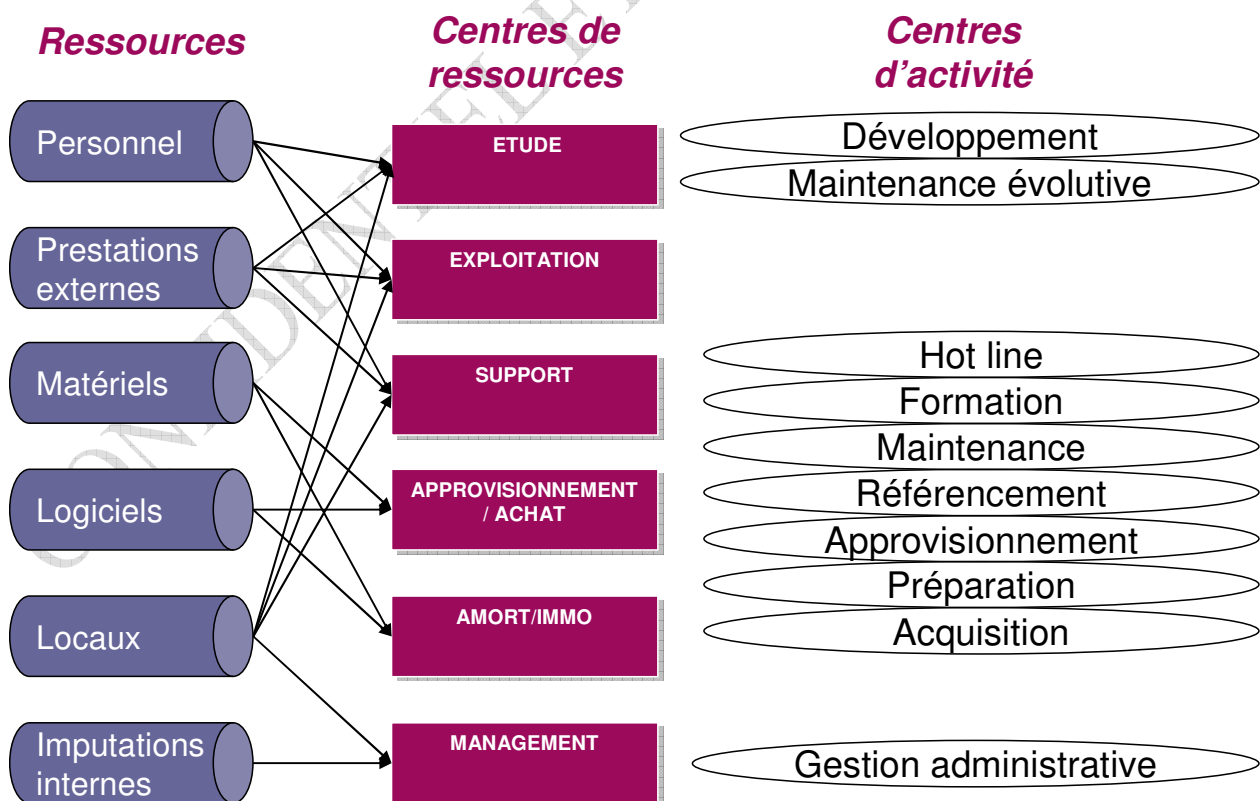 Ressources
Centres de
ressources
Centres
d’activité
Personnel
Prestations
externes
Matériels
Logiciels
Locaux
Imputations
internes
ETUDE
EXPLOITATION
SUPPORT
APPROVISIONNEMENT
/ ACHAT
AMORT/IMMO
MANAGEMENT
Développement
Maintenance évolutive
Hot line
Formation
Maintenance
Référencement
Approvisionnement
Préparation
Acquisition
Gestion administrative